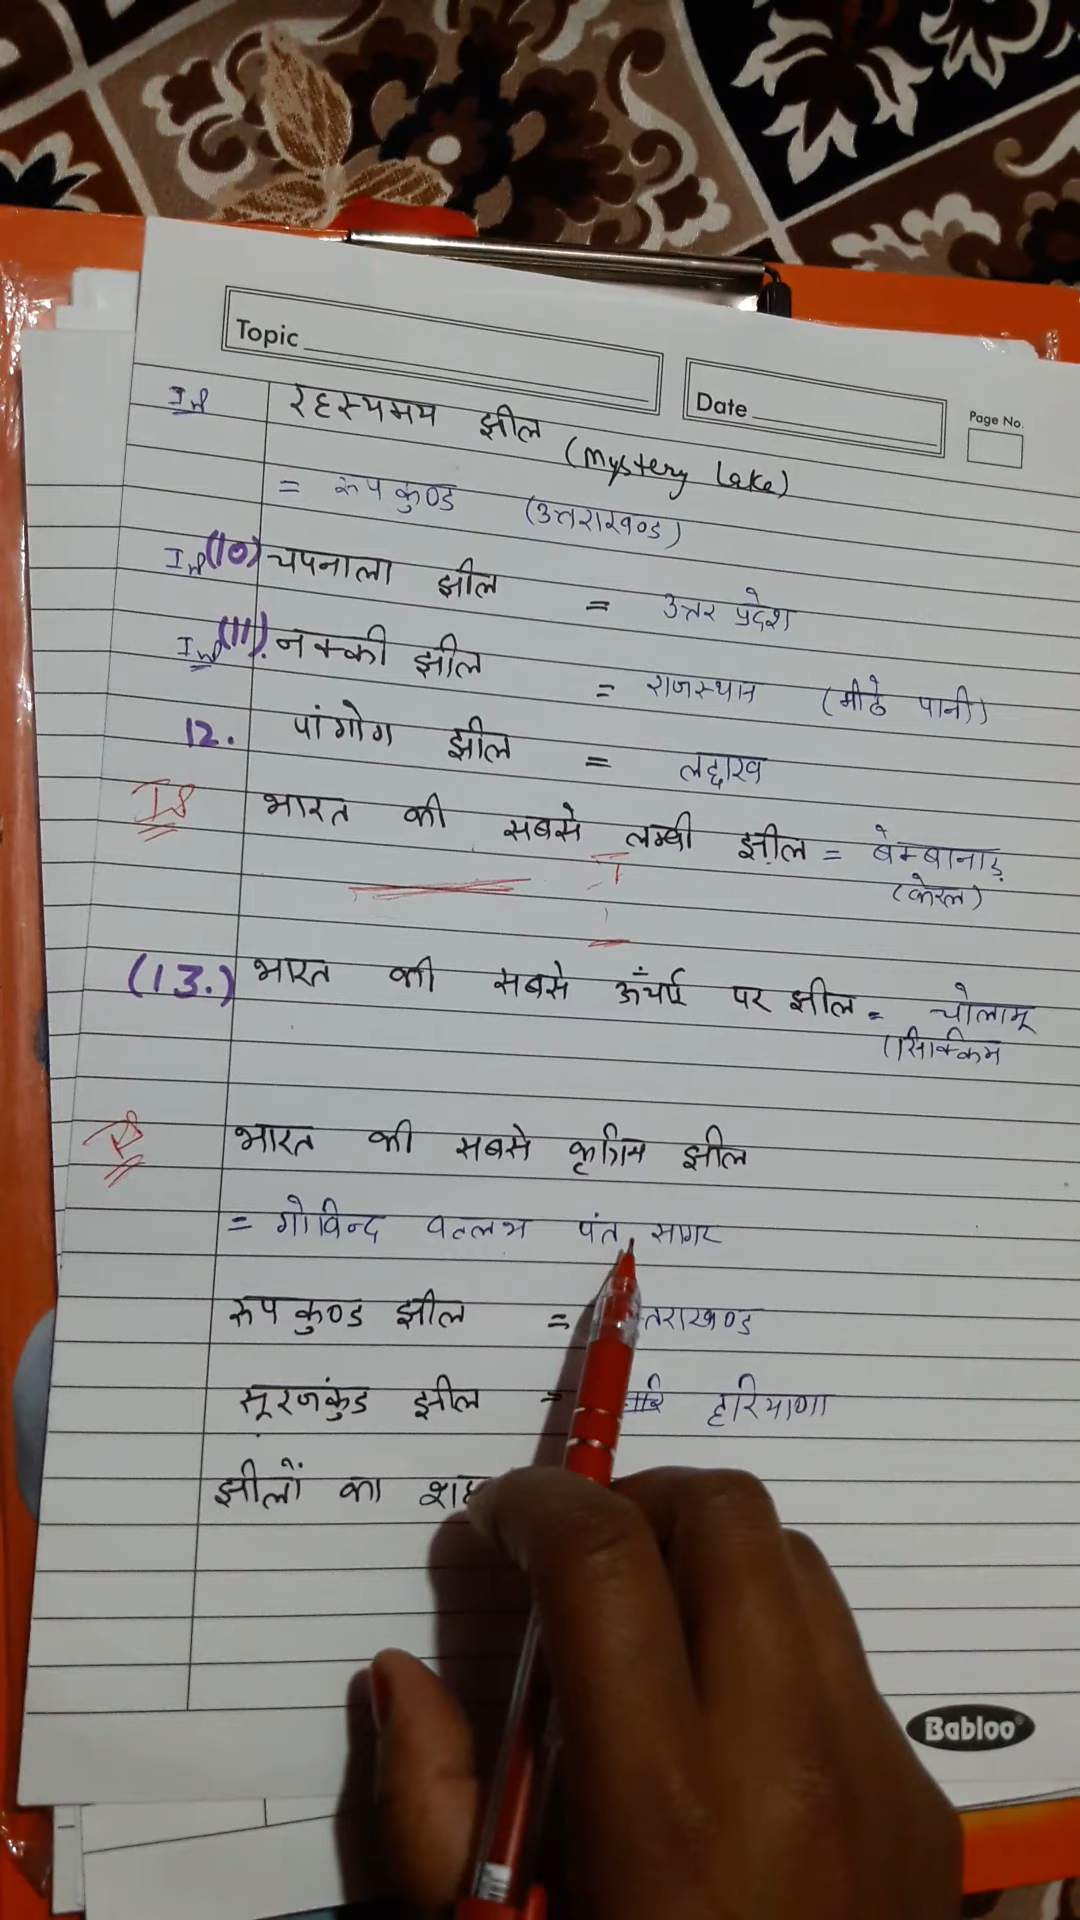 Topic
Date
Page No.
Imp रहस्यमय झील (Mystery Lake)
= रुपकुण्ड (उत्तराखण्ड)
Imp (10) चपनाला झील = उत्तर प्रदेश
Imp (11). नक्की झील = राजस्थान (मीठे पानी)
12. पांगोग झील = लद्दाख
भारत की सबसे लम्बी झील = बेम्बानाड़
(केरल)
(13.) भारत की सबसे ऊँचाई पर झील = चोलामू
(सिक्किम
भारत की सबसे कृत्रिम झील
= गोविन्द वल्लभ पंत सागर
रुपकुण्ड झील = त्तराखण्ड
सूरजकुंड झील = हरियाणा
झीलों का
Babloo